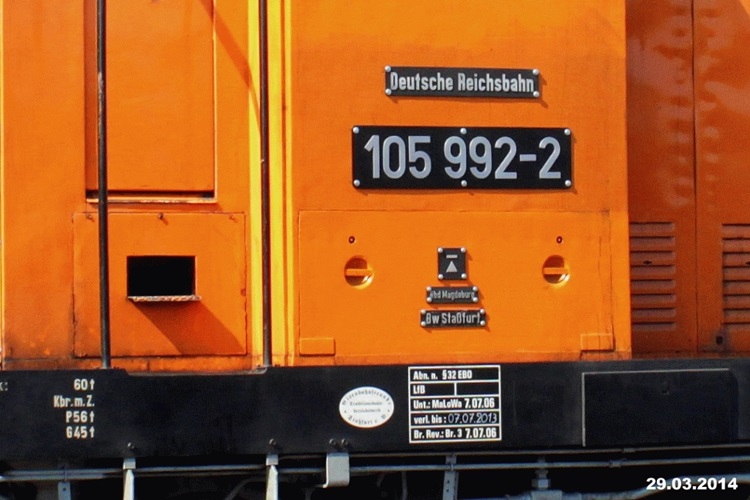 Deutsche Reichsbahn
105 992-2
Rbd Magdeburg
Bw Staßfurt
60t
Kbr.m.Z.
P56t
G45t
Abn. n. §32 EBO
LfB
Unt.: MaLoWa 7.07.06
verl. bis: 07.07.2013
Br. Rev.: Br. 3 7.07.06
29.03.2014